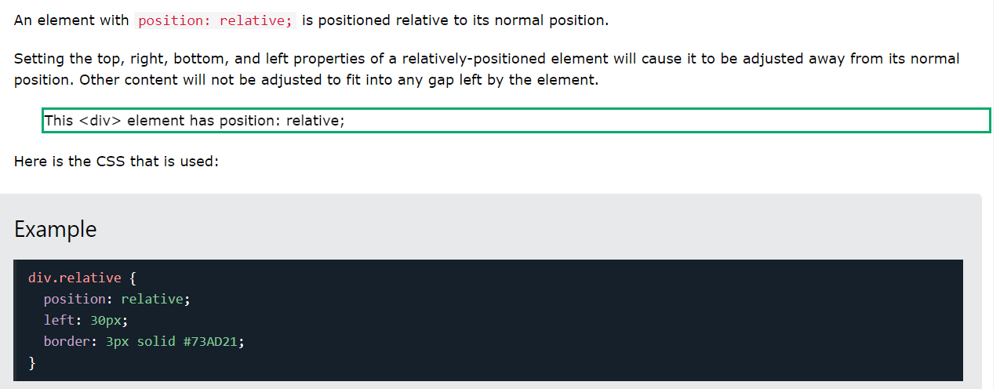 An element with position: relative; is positioned relative to its normal position.
Setting the top, right, bottom, and left properties of a relatively-positioned element will cause it to be adjusted away from its normal
position. Other content will not be adjusted to fit into any gap left by the element.
This <div> element has position: relative;
Here is the CSS that is used:
Example
div.relative {
  position: relative;
  left: 30px;
  border: 3px solid #73AD21;
}